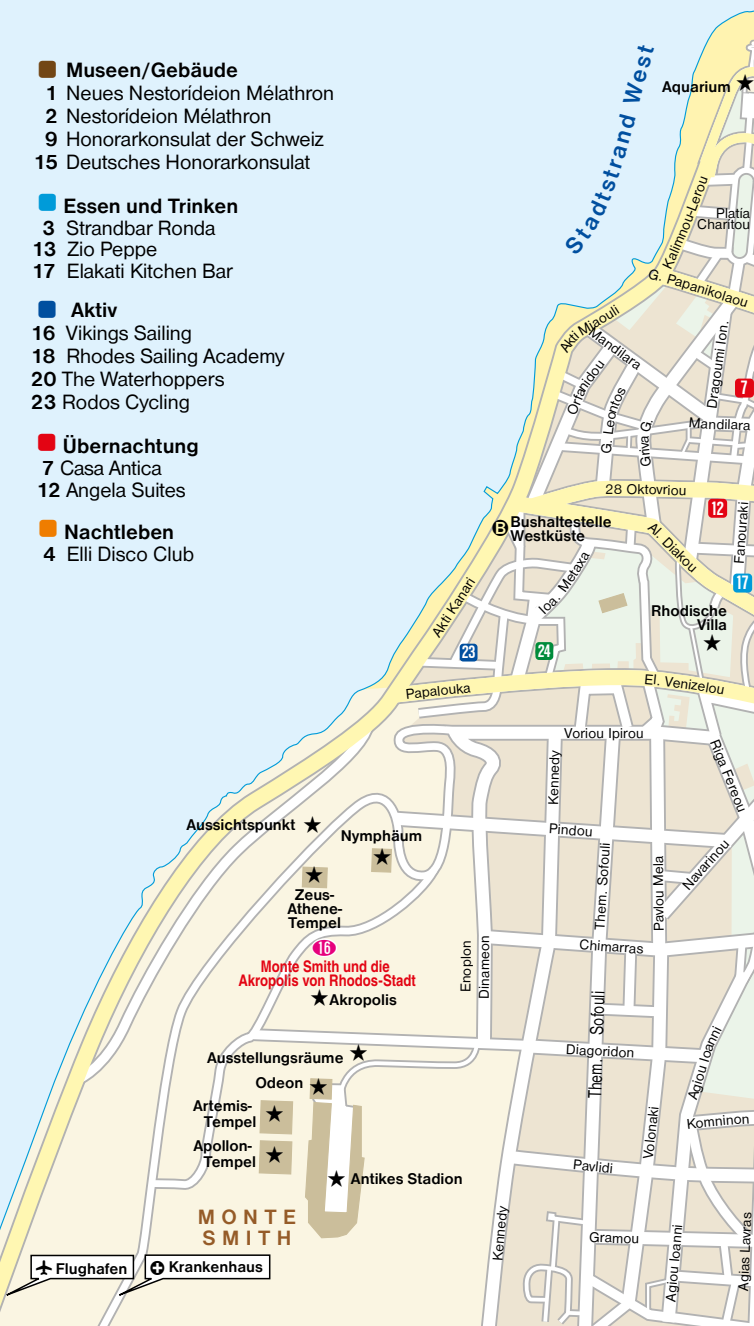 Museen/Gebäude
1 Neues Nestorídeion Mélathron
2 Nestorídeion Mélathron
9 Honorarkonsulat der Schweiz
15 Deutsches Honorarkonsulat
Essen und Trinken
3 Strandbar Ronda
13 Zio Peppe
17 Elakati Kitchen Bar
Aktiv
16 Vikings Sailing
18 Rhodes Sailing Academy
20 The Waterhoppers
23 Rodos Cycling
Übernachtung
7 Casa Antica
12 Angela Suites
Nachtleben
4 Elli Disco Club
Stadtstrand West
Aquarium
Kalimnou-Lerou
Platia
Charitou
G. Papanikolaou
Akti Miaouli
Mandilara
Dragoumi Ion.
Orfanidou
G. Leontos
7
Griva G.
Mandilara
28 Oktovriou
12
Fanouraki
B
Bushaltestelle
Westküste
Al. Diakou
Ioa. Metaxa
17
Akti Kanari
Rhodische
Villa
23
24
Papalouka
El. Venizelou
Voriou Ipirou
Kennedy
Riga Fereou
Aussichtspunkt
Nymphäum
Pindou
Them. Sofouli
Pavlou Mela
Navarinou
Zeus-
Athene-
Tempel
16
Monte Smith und die
Akropolis von Rhodos-Stadt
Enoplon
Dinameon
Chimarras
Akropolis
Them. Sofouli
Ausstellungsräume
Diagoridon
Agiou Ioanni
Odeon
Artemis-
Tempel
Komninon
Volonaki
Apollon-
Tempel
Pavlidi
Antikes Stadion
MONTE
SMITH
Kennedy
Gramou
Agiou Ioanni
Agias Lavras
Flughafen
Krankenhaus